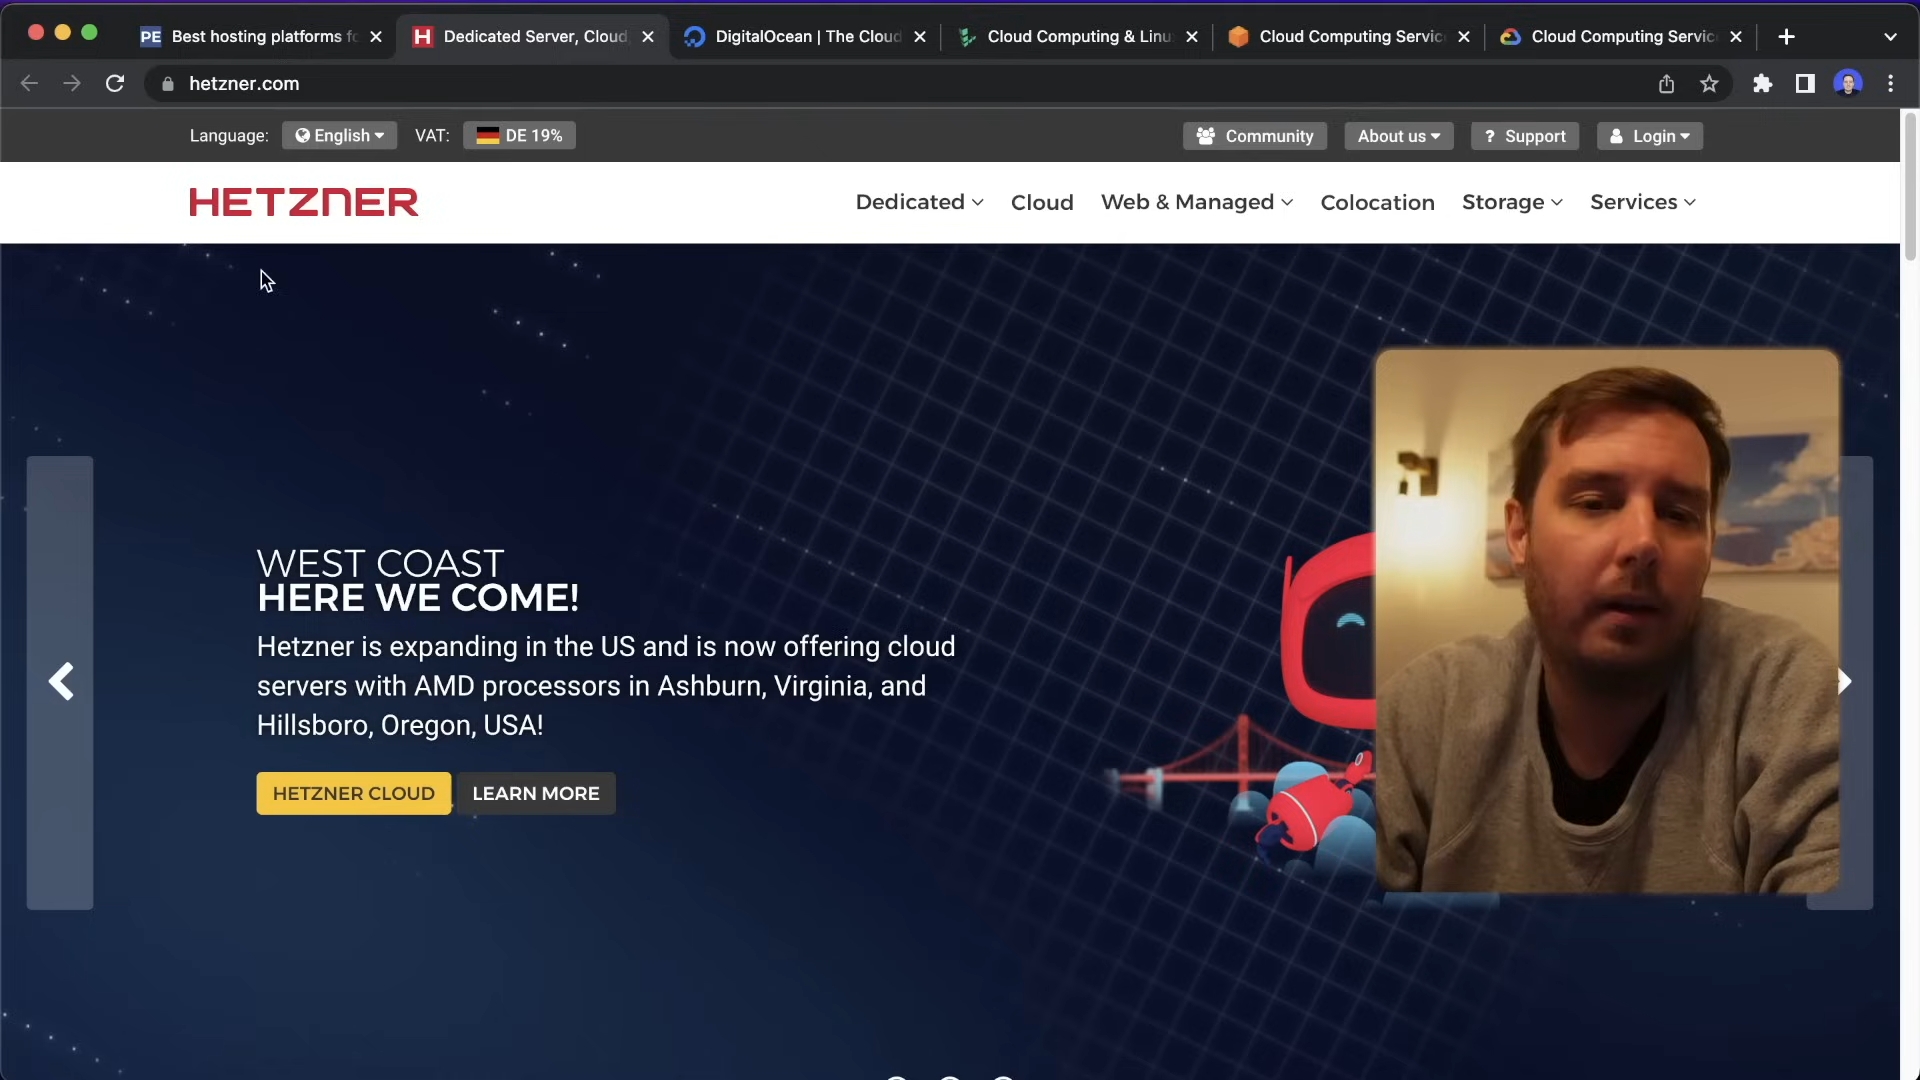 PE Best hosting platforms fo
H Dedicated Server, Cloud
DigitalOcean | The Cloud
Cloud Computing & Linu
Cloud Computing Servic
Cloud Computing Servic
hetzner.com
Language: English VAT: DE 19%
Community About us ? Support Login
HETZNER
Dedicated Cloud Web & Managed Colocation Storage Services
WEST COAST
HERE WE COME!
Hetzner is expanding in the US and is now offering cloud
servers with AMD processors in Ashburn, Virginia, and
Hillsboro, Oregon, USA!
HETZNER CLOUD LEARN MORE